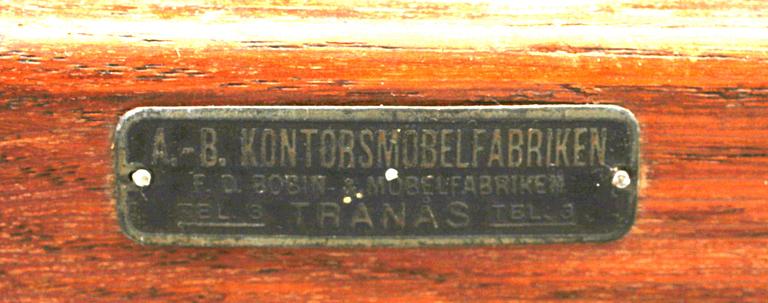 A.-B. KONTORSMÖBELFABRIKEN
F. D. BOBIN- & MÖBELFABRIKEN
TEL. 3 TRANÅS TEL. 3